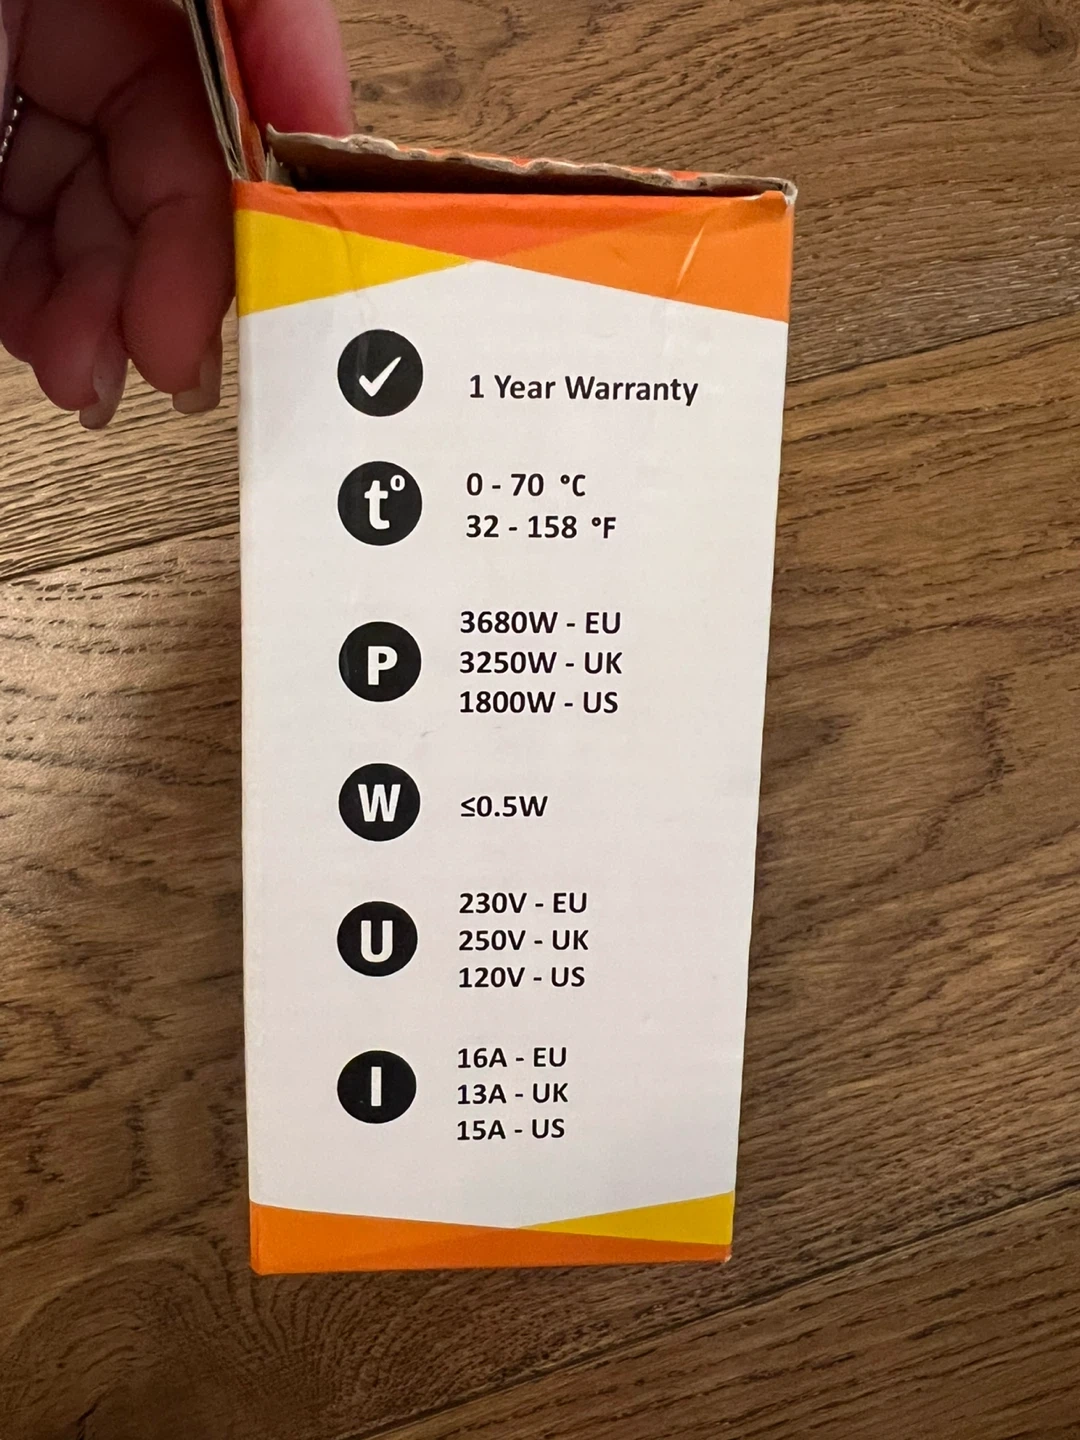 1 Year Warranty
t°
0 - 70 °C
32 - 158 °F
P
3680W - EU
3250W - UK
1800W - US
W
≤0.5W
U
230V - EU
250V - UK
120V - US
I
16A - EU
13A - UK
15A - US